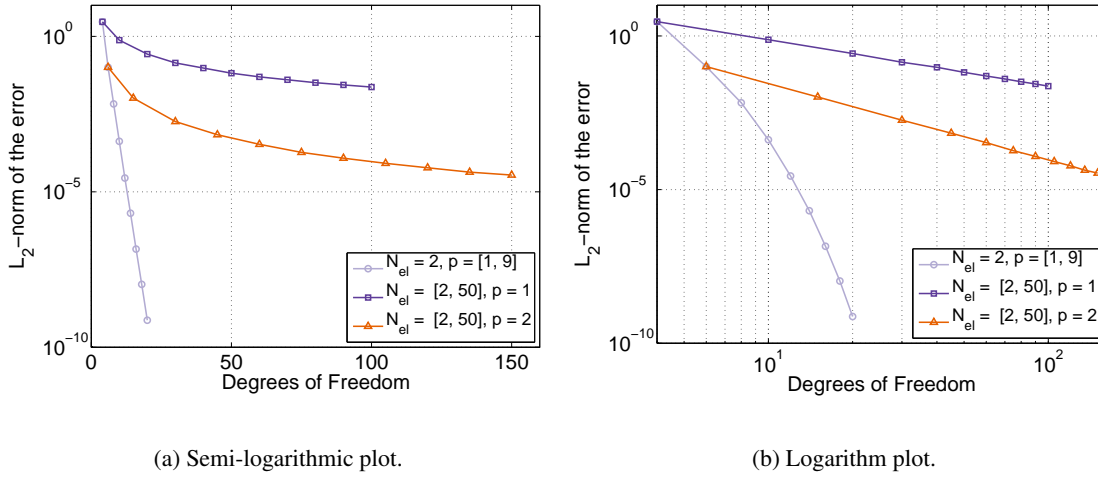 10^0
10^-5
10^-10
L_2-norm of the error
0 50 100 150
Degrees of Freedom
N_el = 2, p = [1, 9]
N_el = [2, 50], p = 1
N_el = [2, 50], p = 2
(a) Semi-logarithmic plot.
10^0
10^-5
10^-10
L_2-norm of the error
10^1 10^2
Degrees of Freedom
N_el = 2, p = [1, 9]
N_el = [2, 50], p = 1
N_el = [2, 50], p = 2
(b) Logarithm plot.